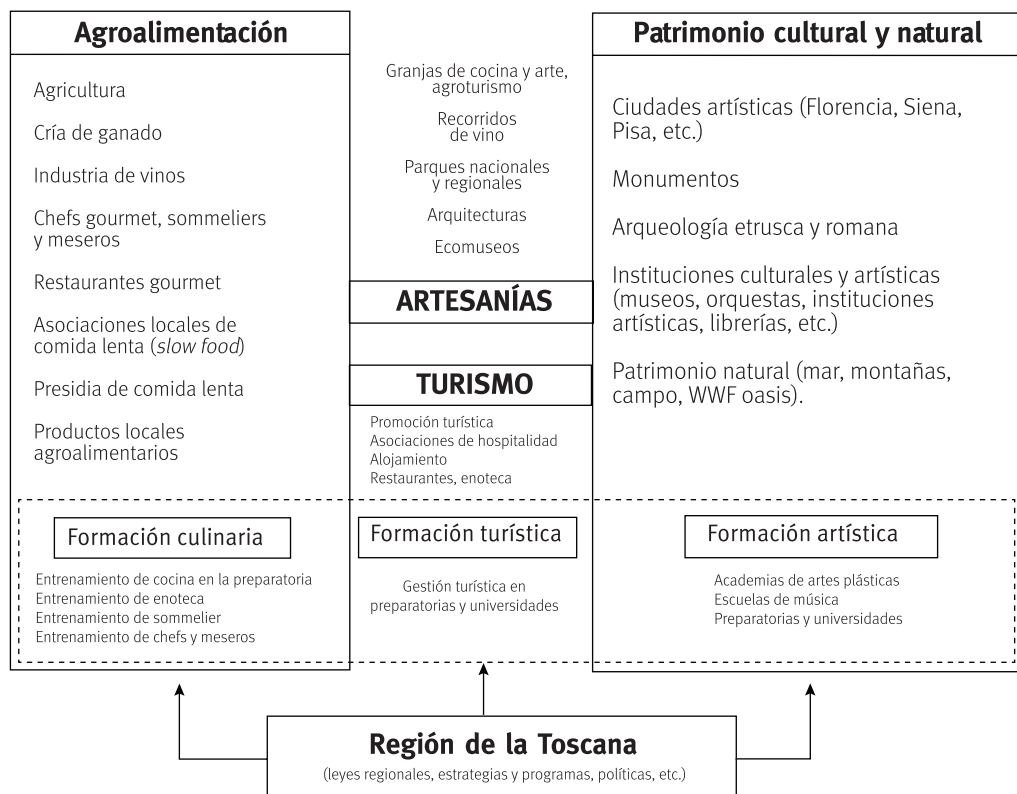 Agroalimentación
Agricultura
Cría de ganado
Industria de vinos
Chefs gourmet, sommeliers
y meseros
Restaurantes gourmet
Asociaciones locales de
comida lenta (slow food)
Presidia de comida lenta
Productos locales
agroalimentarios
Granjas de cocina y arte,
agroturismo
Recorridos
de vino
Parques nacionales
y regionales
Arquitecturas
Ecomuseos
ARTESANÍAS
TURISMO
Promoción turística
Asociaciones de hospitalidad
Alojamiento
Restaurantes, enoteca
Patrimonio cultural y natural
Ciudades artísticas (Florencia, Siena,
Pisa, etc.)
Monumentos
Arqueología etrusca y romana
Instituciones culturales y artísticas
(museos, orquestas, instituciones
artísticas, librerías, etc.)
Patrimonio natural (mar, montañas,
campo, WWF oasis).
Formación culinaria
Entrenamiento de cocina en la preparatoria
Entrenamiento de enoteca
Entrenamiento de sommelier
Entrenamiento de chefs y meseros
Formación turística
Gestión turística en
preparatorias y universidades
Formación artística
Academias de artes plásticas
Escuelas de música
Preparatorias y universidades
Región de la Toscana
(leyes regionales, estrategias y programas, políticas, etc.)